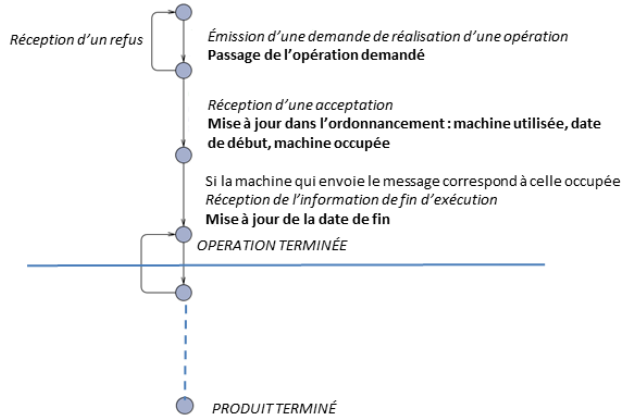 Réception d'un refus
Émission d'une demande de réalisation d'une opération
Passage de l'opération demandé
Réception d'une acceptation
Mise à jour dans l'ordonnancement : machine utilisée, date
de début, machine occupée
Si la machine qui envoie le message correspond à celle occupée
Réception de l'information de fin d'exécution
Mise à jour de la date de fin
OPERATION TERMINÉE
PRODUIT TERMINÉ